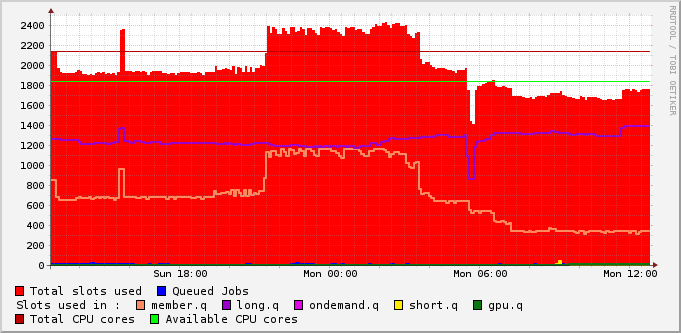 RRDTOOL / TOBI OETIKER
2400
2200
2000
1800
1600
1400
1200
1000
800
600
400
200
0
Sun 18:00 Mon 00:00 Mon 06:00 Mon 12:00
Total slots used Queued Jobs
Slots used in : member.q long.q ondemand.q short.q gpu.q
Total CPU cores Available CPU cores